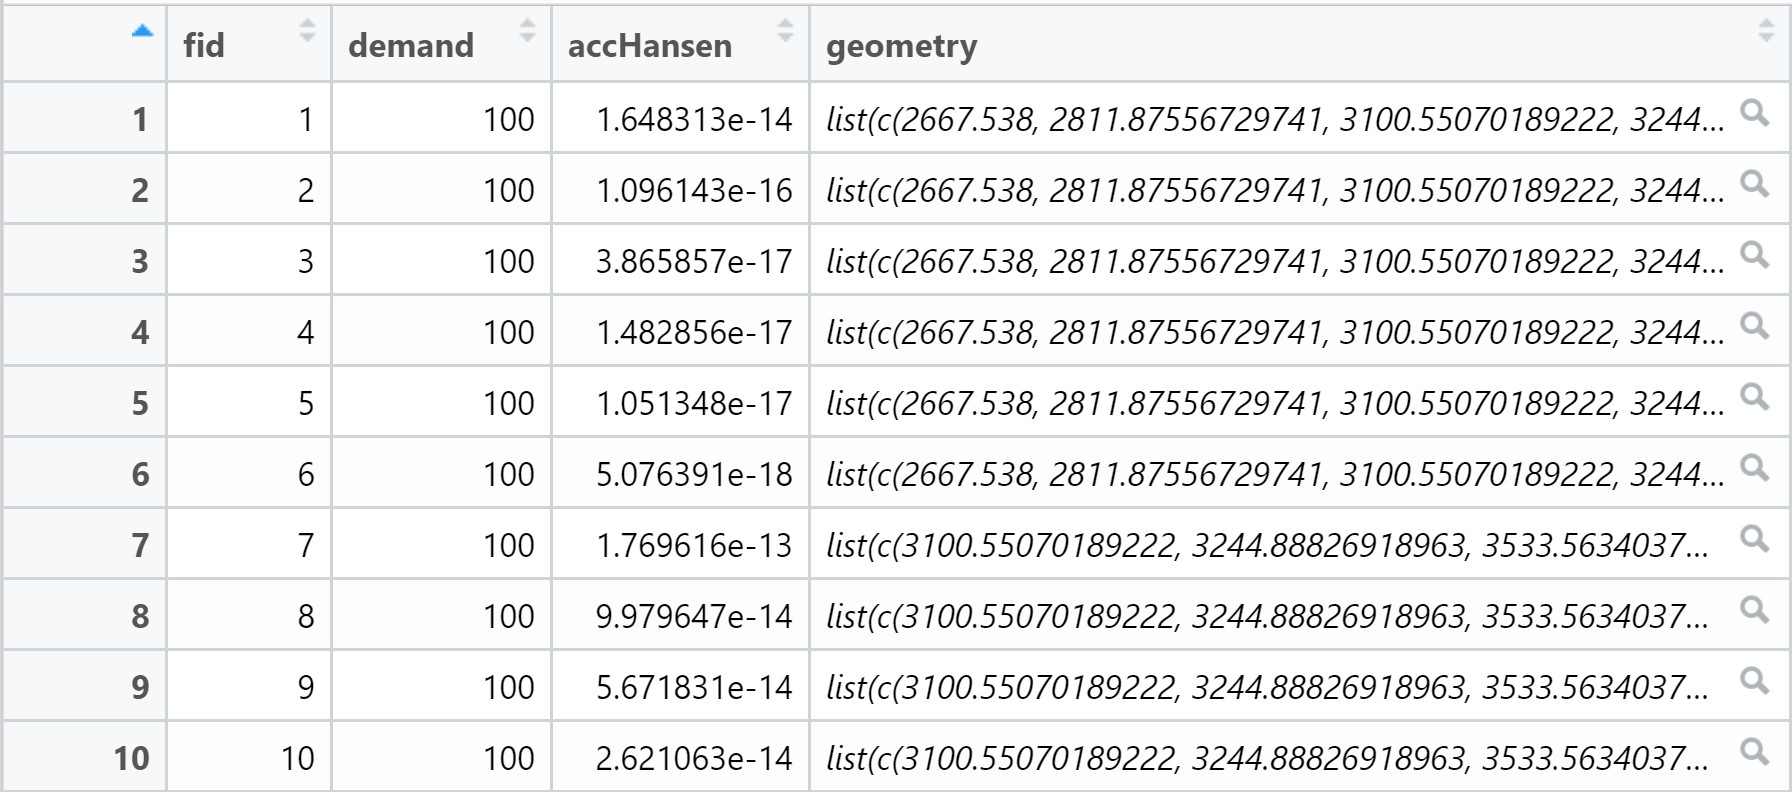 fid demand accHansen geometry
1 1 100 1.648313e-14 list(c(2667.538, 2811.87556729741, 3100.55070189222, 3244...
2 2 100 1.096143e-16 list(c(2667.538, 2811.87556729741, 3100.55070189222, 3244...
3 3 100 3.865857e-17 list(c(2667.538, 2811.87556729741, 3100.55070189222, 3244...
4 4 100 1.482856e-17 list(c(2667.538, 2811.87556729741, 3100.55070189222, 3244...
5 5 100 1.051348e-17 list(c(2667.538, 2811.87556729741, 3100.55070189222, 3244...
6 6 100 5.076391e-18 list(c(2667.538, 2811.87556729741, 3100.55070189222, 3244...
7 7 100 1.769616e-13 list(c(3100.55070189222, 3244.88826918963, 3533.5634037...
8 8 100 9.979647e-14 list(c(3100.55070189222, 3244.88826918963, 3533.5634037...
9 9 100 5.671831e-14 list(c(3100.55070189222, 3244.88826918963, 3533.5634037...
10 10 100 2.621063e-14 list(c(3100.55070189222, 3244.88826918963, 3533.5634037...